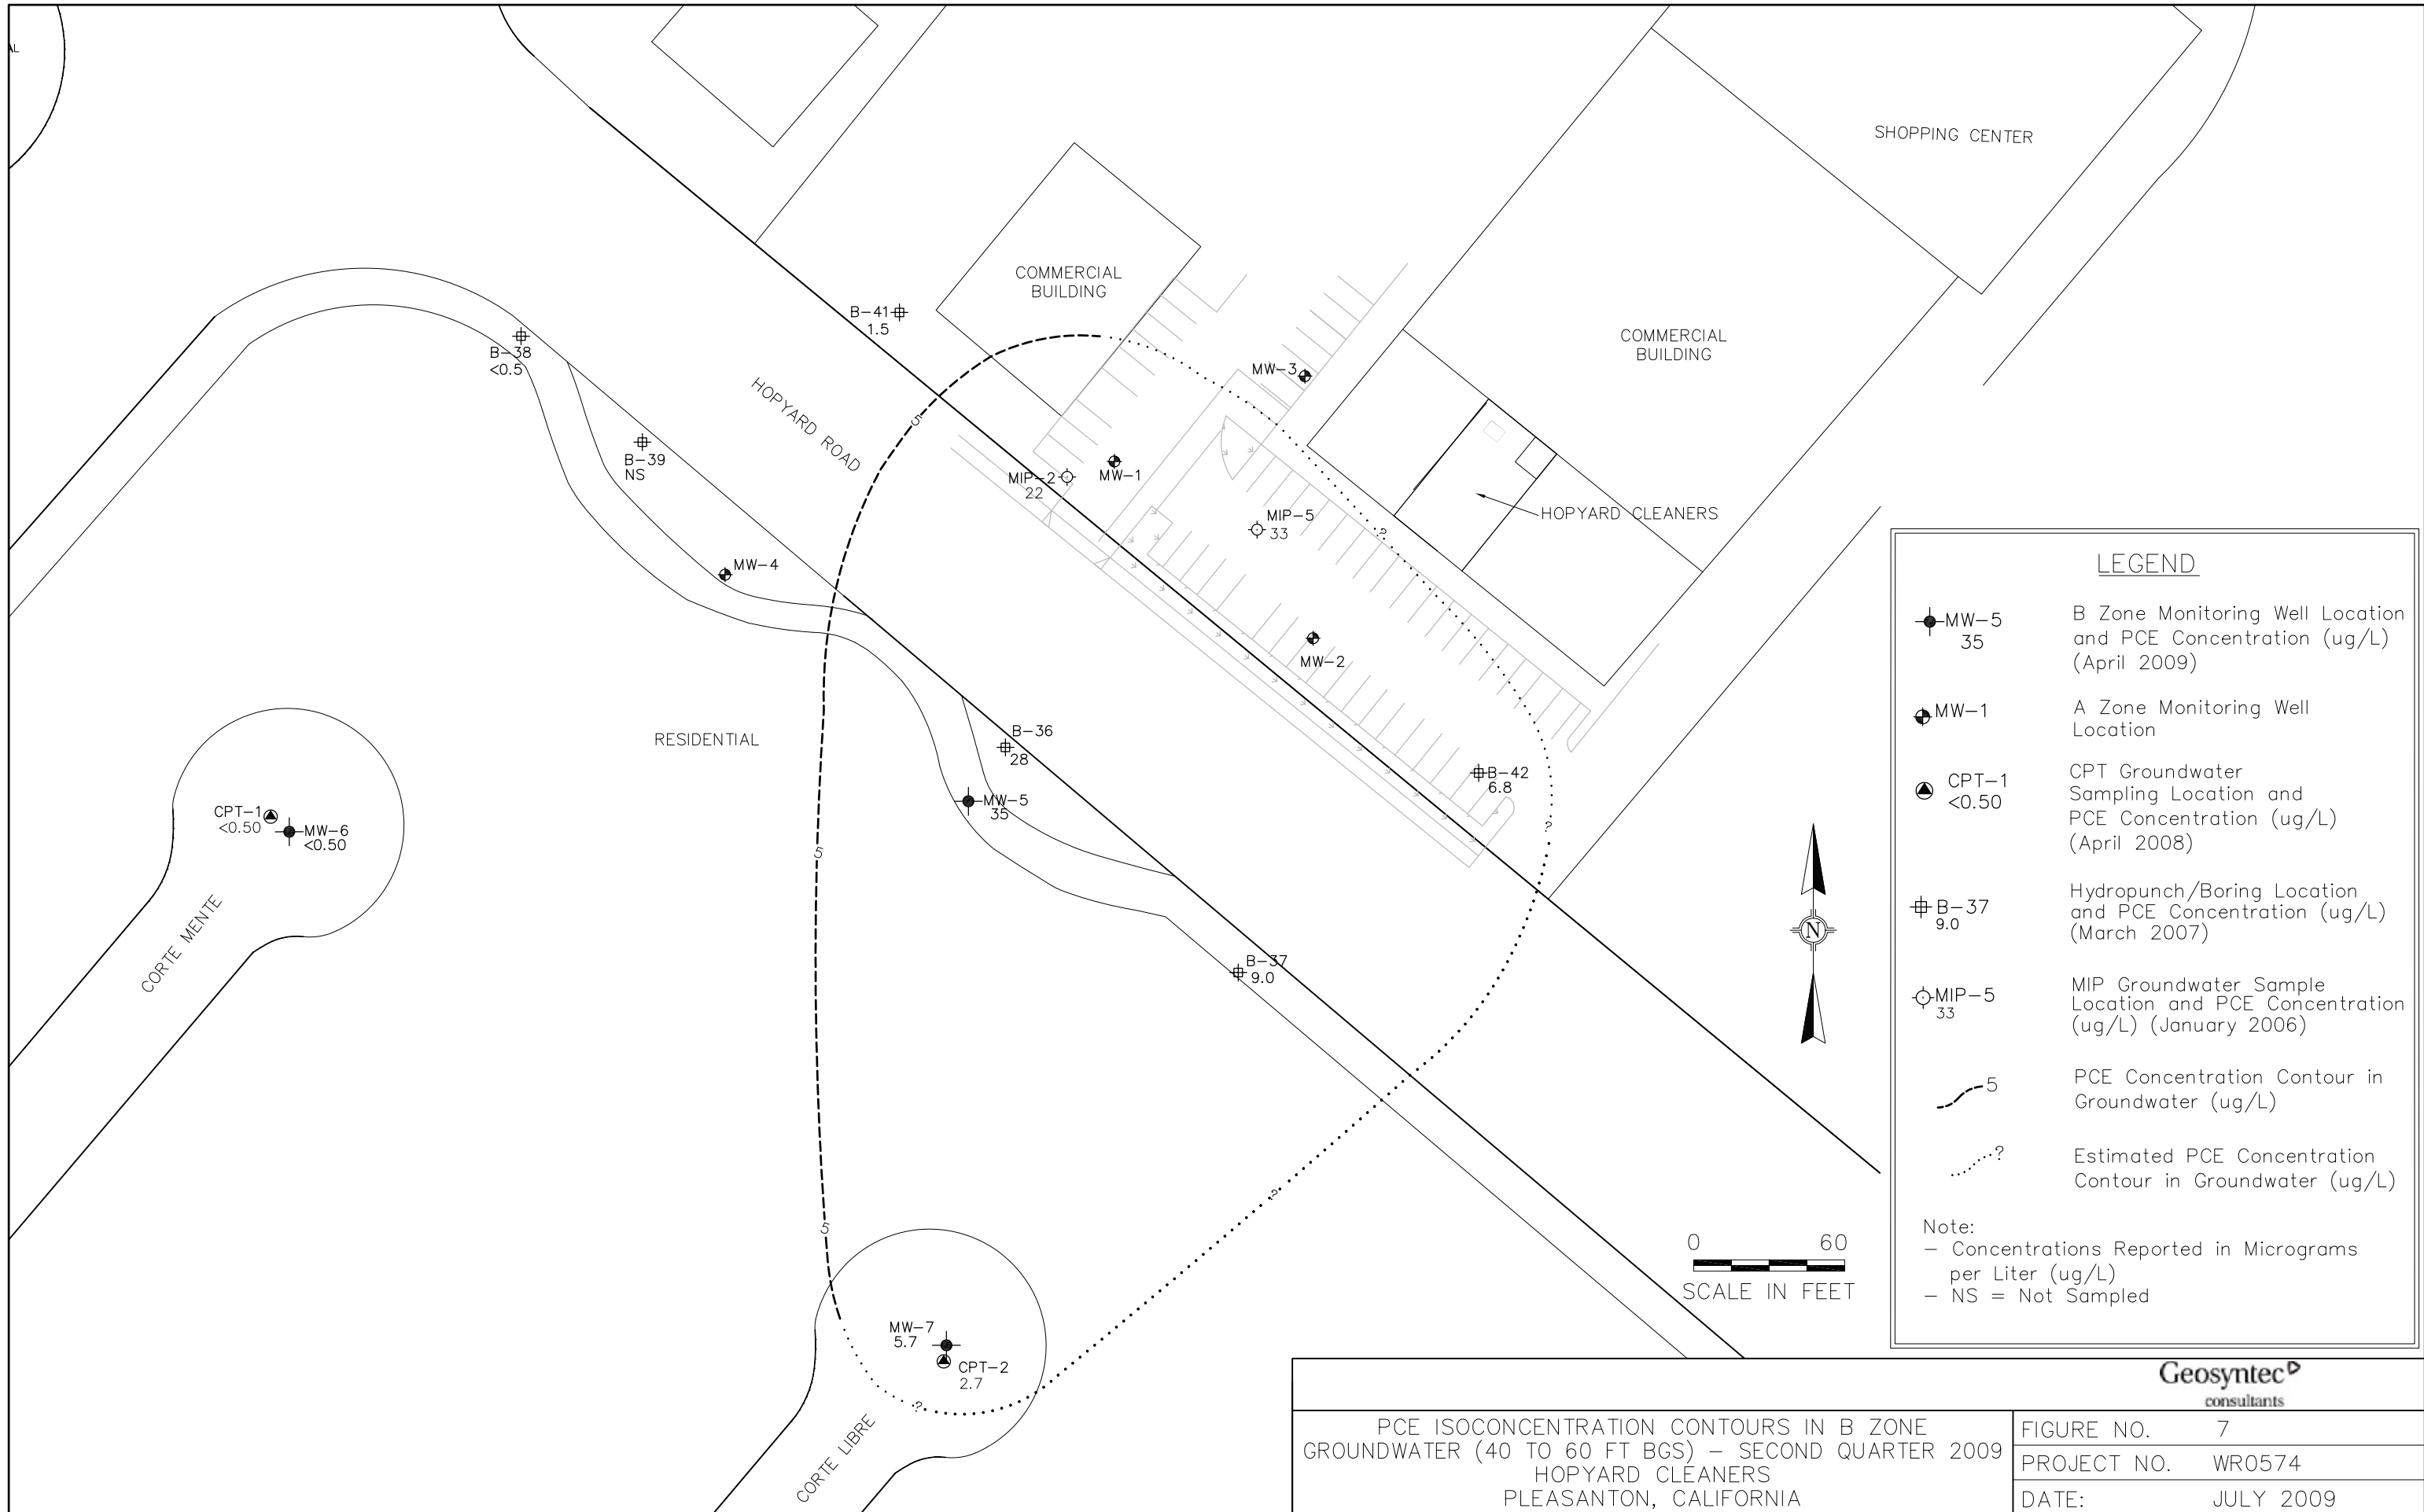 SHOPPING CENTER
COMMERCIAL
BUILDING
B-41
1.5
B-38
<0.5
COMMERCIAL
BUILDING
MW-3
HOPYARD ROAD
5
B-39
NS
MIP-2
22
MW-1
MIP-5
33
?
HOPYARD CLEANERS
MW-4
MW-2
RESIDENTIAL
B-36
28
B-42
6.8
MW-5
35
CPT-1
<0.50
MW-6
<0.50
?
5
CORTE MENTE
B-37
9.0
N
?
5
0 60
SCALE IN FEET
MW-7
5.7
CPT-2
2.7
?
CORTE LIBRE
LEGEND
MW-5
35
B Zone Monitoring Well Location
and PCE Concentration (ug/L)
(April 2009)
MW-1
A Zone Monitoring Well
Location
CPT-1
<0.50
CPT Groundwater
Sampling Location and
PCE Concentration (ug/L)
(April 2008)
B-37
9.0
Hydropunch/Boring Location
and PCE Concentration (ug/L)
(March 2007)
MIP-5
33
MIP Groundwater Sample
Location and PCE Concentration
(ug/L) (January 2006)
5
PCE Concentration Contour in
Groundwater (ug/L)
?
Estimated PCE Concentration
Contour in Groundwater (ug/L)
Note:
- Concentrations Reported in Micrograms
per Liter (ug/L)
- NS = Not Sampled
Geosyntec
consultants
PCE ISOCONCENTRATION CONTOURS IN B ZONE
GROUNDWATER (40 TO 60 FT BGS) - SECOND QUARTER 2009
HOPYARD CLEANERS
PLEASANTON, CALIFORNIA
FIGURE NO. 7
PROJECT NO. WR0574
DATE: JULY 2009